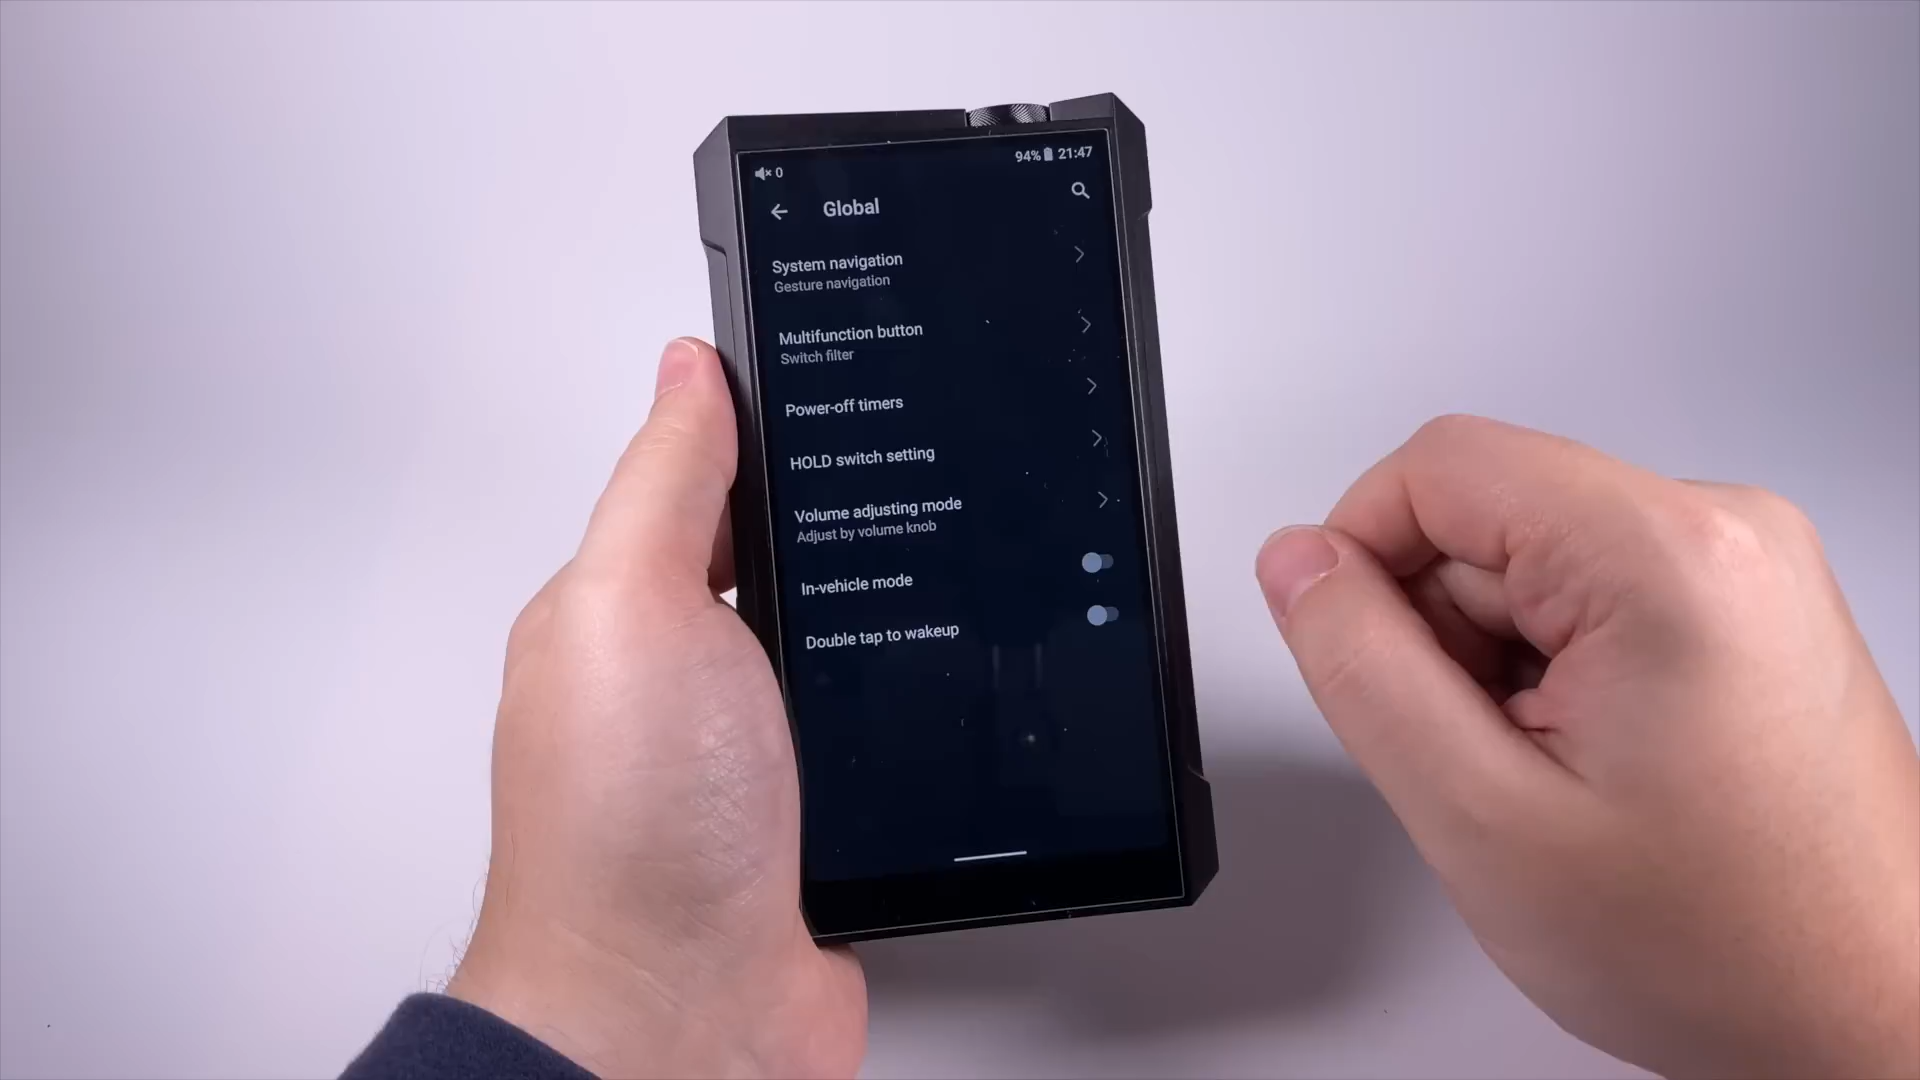 0
94% 21:47
Global
System navigation
Gesture navigation
Multifunction button
Switch filter
Power-off timers
HOLD switch setting
Volume adjusting mode
Adjust by volume knob
In-vehicle mode
Double tap to wakeup